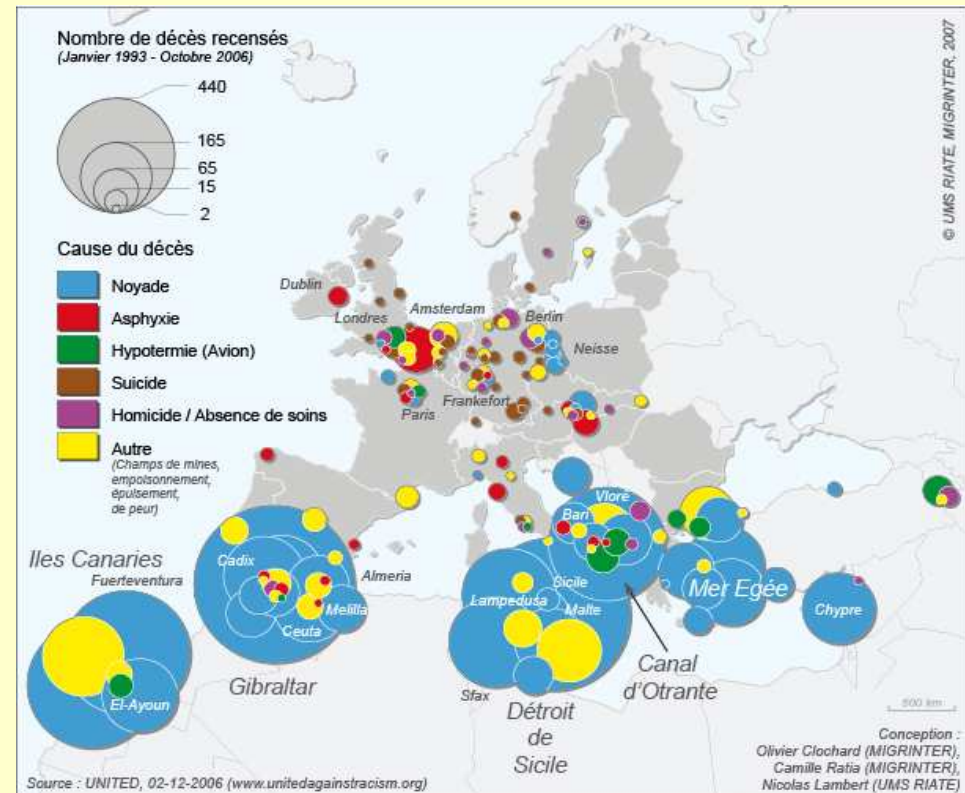 Nombre de décès recensés
(Janvier 1993 - Octobre 2006)
440
165
65
15
2
Cause du décès
Noyade
Asphyxie
Hypotermie (Avion)
Suicide
Homicide / Absence de soins
Autre
(Champs de mines,
empoisonnement,
épuisement,
de peur)
© UMS RIATE, MIGRINTER, 2007
Dublin
Londres
Amsterdam
Berlin
Neisse
Paris
Frankefort
Iles Canaries
Fuerteventura
El-Ayoun
Cadix
Almeria
Melilla
Ceuta
Gibraltar
Vlorë
Bari
Sicile
Lampedusa
Malte
Sfax
Détroit
de
Sicile
Canal
d'Otrante
Mer Egée
Chypre
500 km
Conception :
Olivier Clochard (MIGRINTER),
Camille Ratia (MIGRINTER),
Nicolas Lambert (UMS RIATE)
Source : UNITED, 02-12-2006 (www.unitedagainstracism.org)